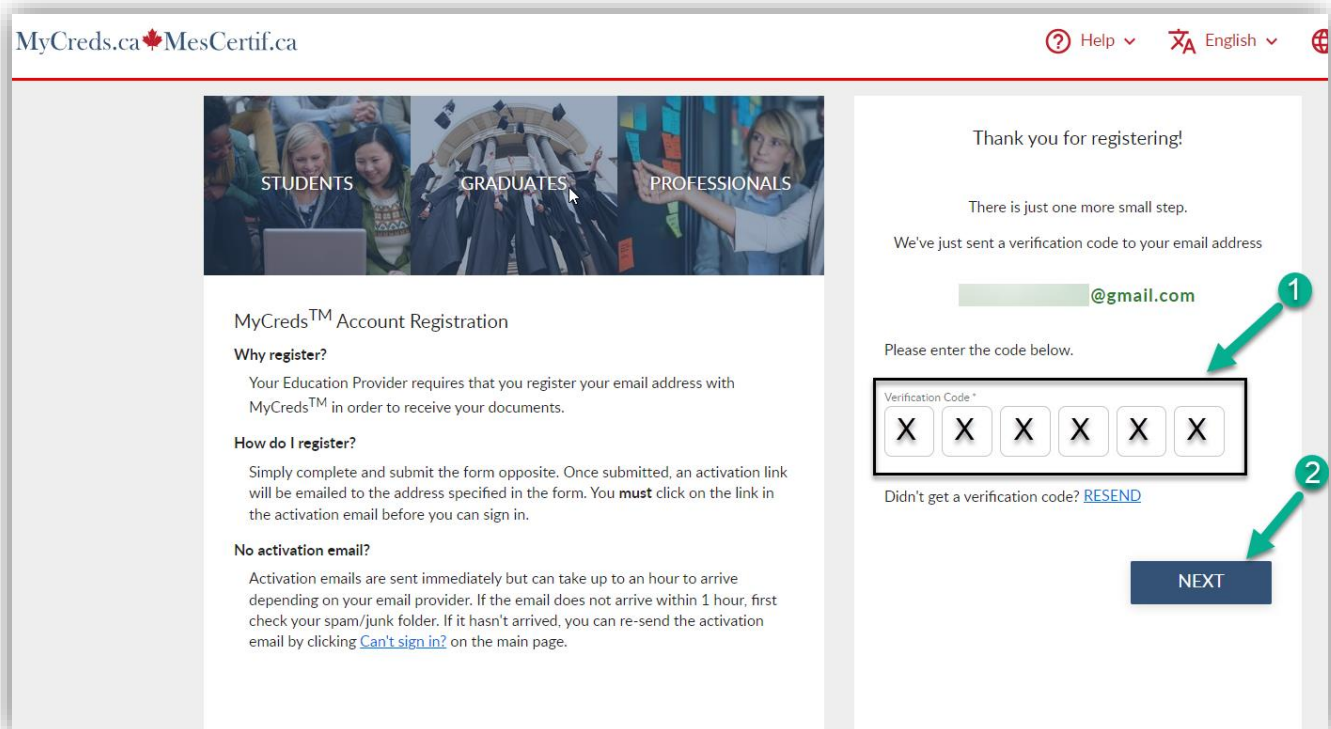 MyCreds.ca MesCertif.ca
Help
English
STUDENTS
GRADUATES
PROFESSIONALS
MyCreds™ Account Registration
Why register?
Your Education Provider requires that you register your email address with
MyCreds™ in order to receive your documents.
How do I register?
Simply complete and submit the form opposite. Once submitted, an activation link
will be emailed to the address specified in the form. You must click on the link in
the activation email before you can sign in.
No activation email?
Activation emails are sent immediately but can take up to an hour to arrive
depending on your email provider. If the email does not arrive within 1 hour, first
check your spam/junk folder. If it hasn't arrived, you can re-send the activation
email by clicking Can't sign in? on the main page.
Thank you for registering!
There is just one more small step.
We've just sent a verification code to your email address
@gmail.com
1
Please enter the code below.
Verification Code *
X X X X X X
2
Didn't get a verification code? RESEND
NEXT